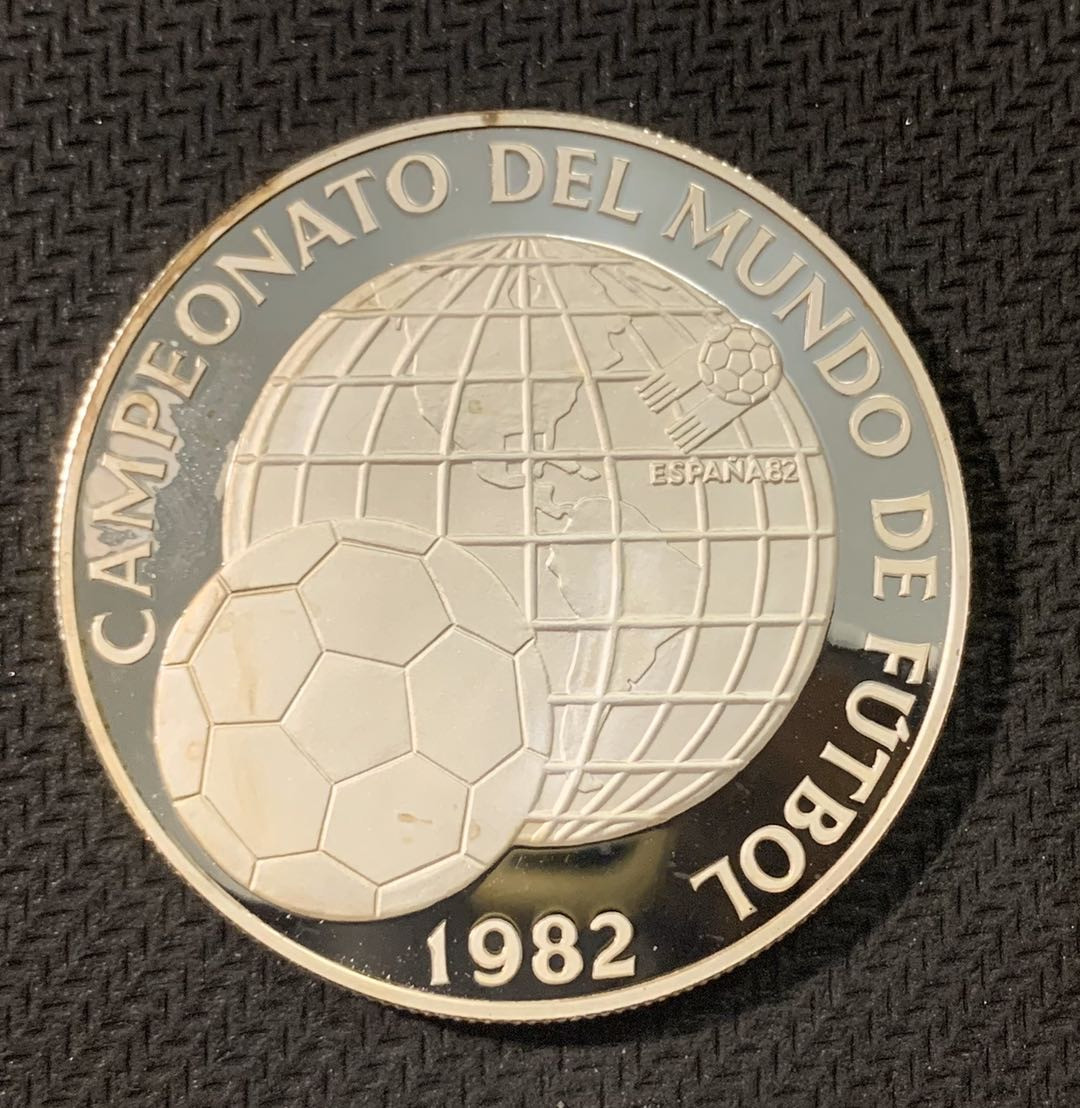 CAMPEONATO DEL MUNDO DE FÚTBOL
ESPAÑA82
1982